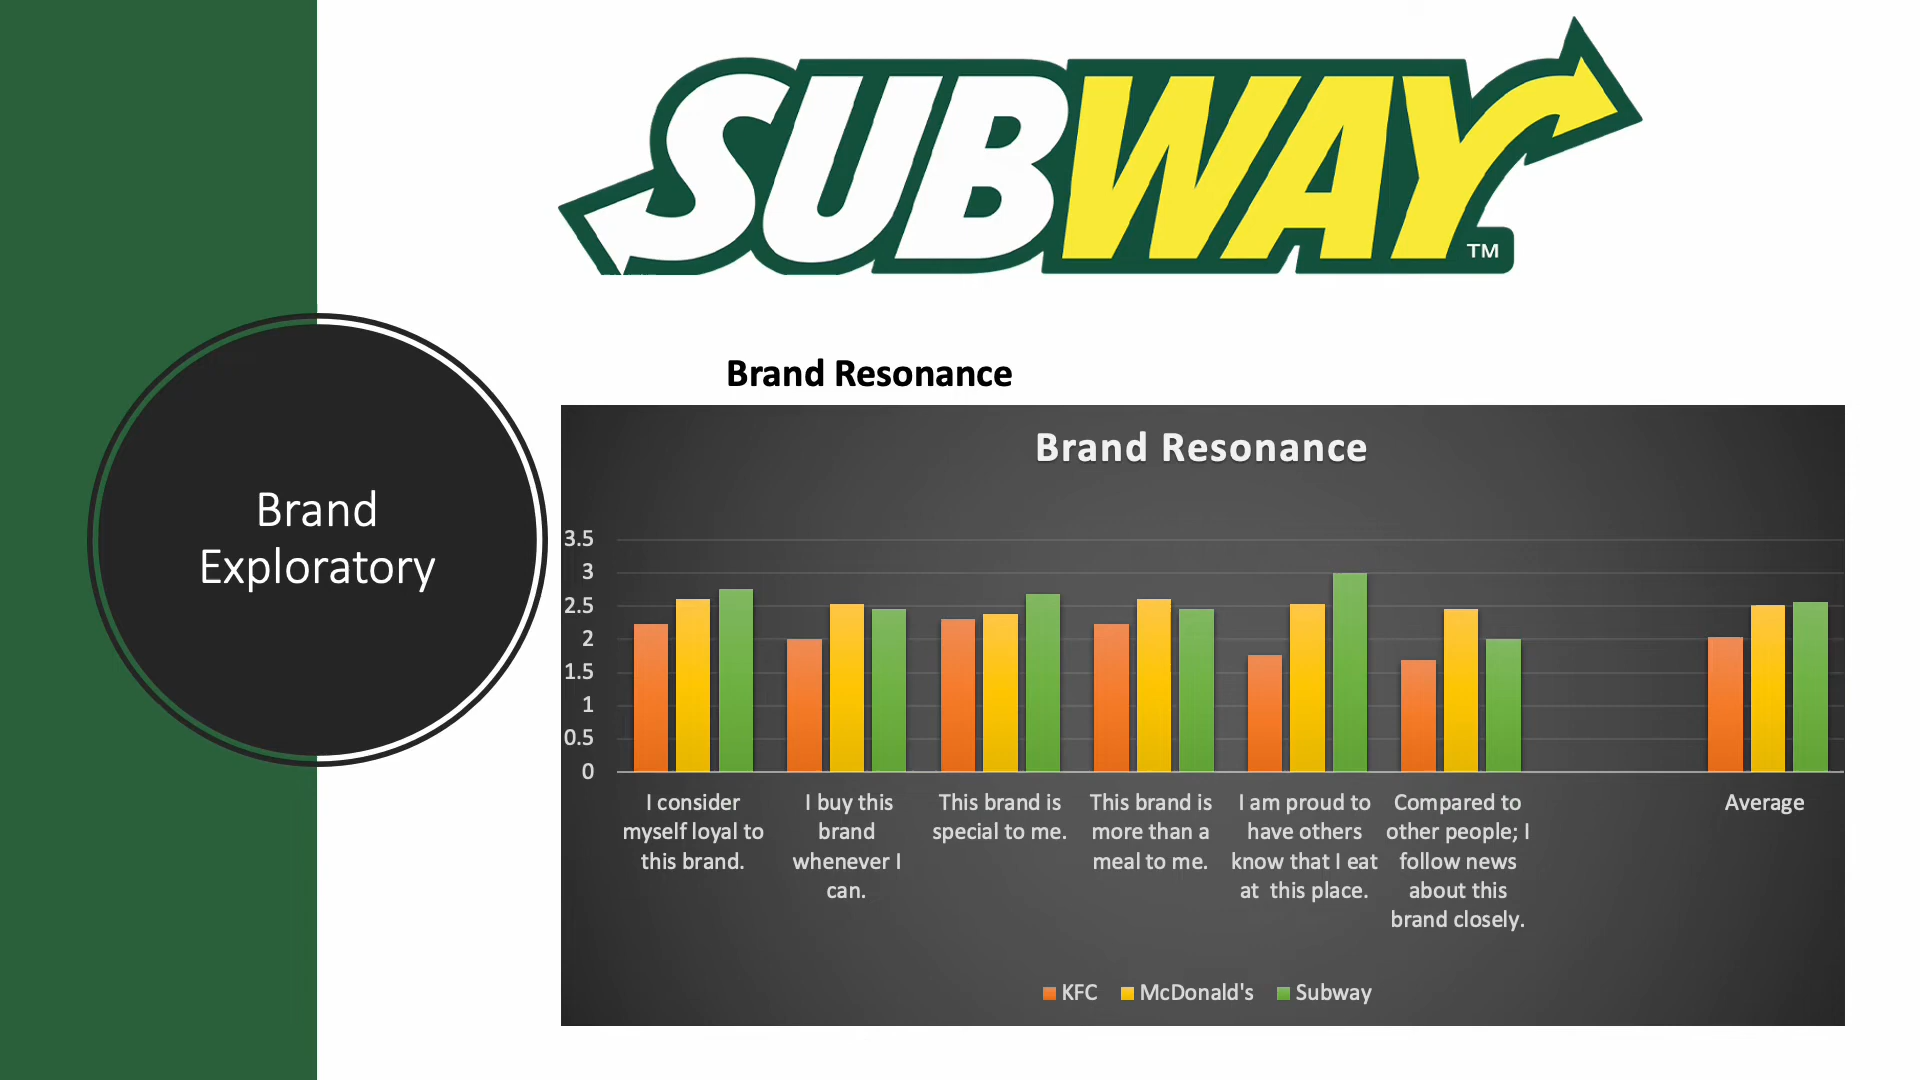 SUBWAY
TM
Brand
Exploratory
Brand Resonance
Brand Resonance
3.5
3
2.5
2
1.5
1
0.5
0
I consider
myself loyal to
this brand.
I buy this
brand
whenever I
can.
This brand is
special to me.
This brand is
more than a
meal to me.
I am proud to
have others
know that I eat
at this place.
Compared to
other people; I
follow news
about this
brand closely.
Average
KFC McDonald's Subway